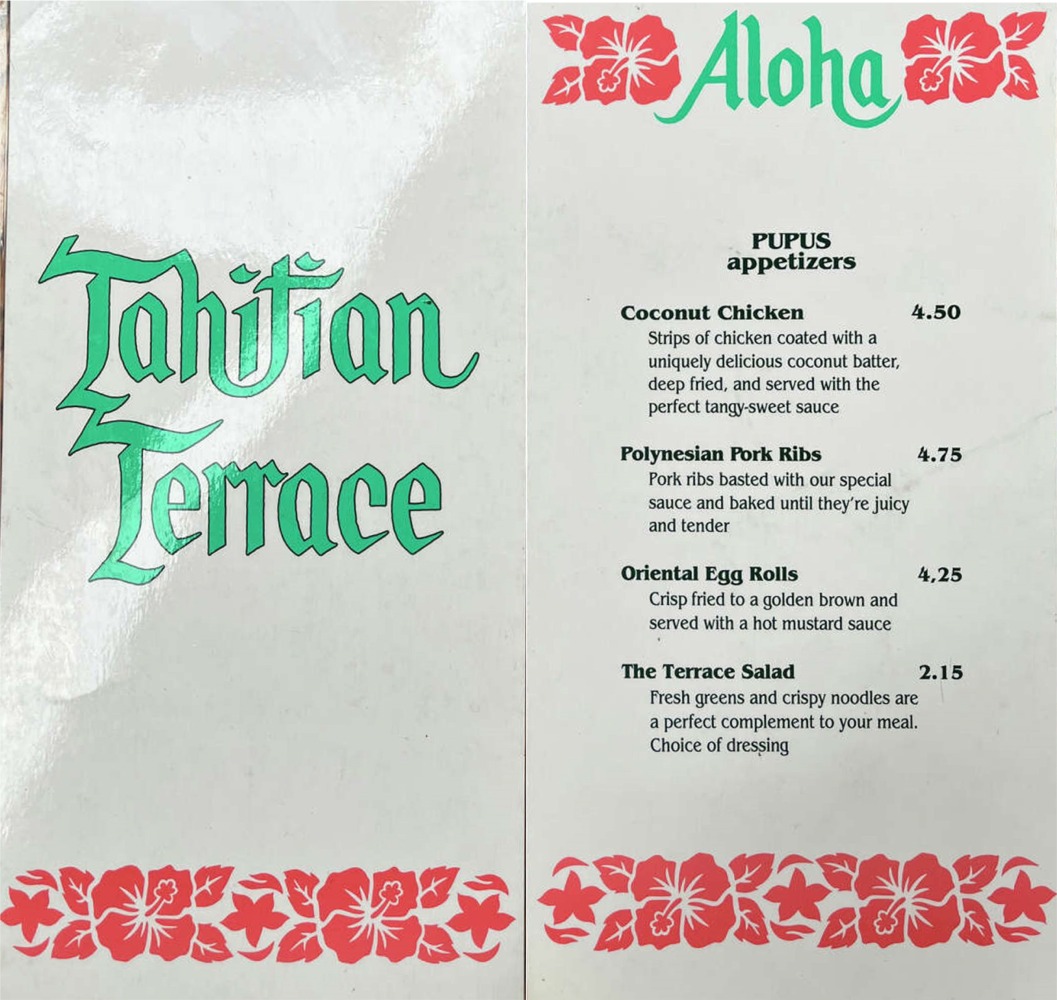 Tahitian
Terrace
Aloha
PUPUS
appetizers
Coconut Chicken 4.50
Strips of chicken coated with a
uniquely delicious coconut batter,
deep fried, and served with the
perfect tangy-sweet sauce
Polynesian Pork Ribs 4.75
Pork ribs basted with our special
sauce and baked until they're juicy
and tender
Oriental Egg Rolls 4,25
Crisp fried to a golden brown and
served with a hot mustard sauce
The Terrace Salad 2.15
Fresh greens and crispy noodles are
a perfect complement to your meal.
Choice of dressing